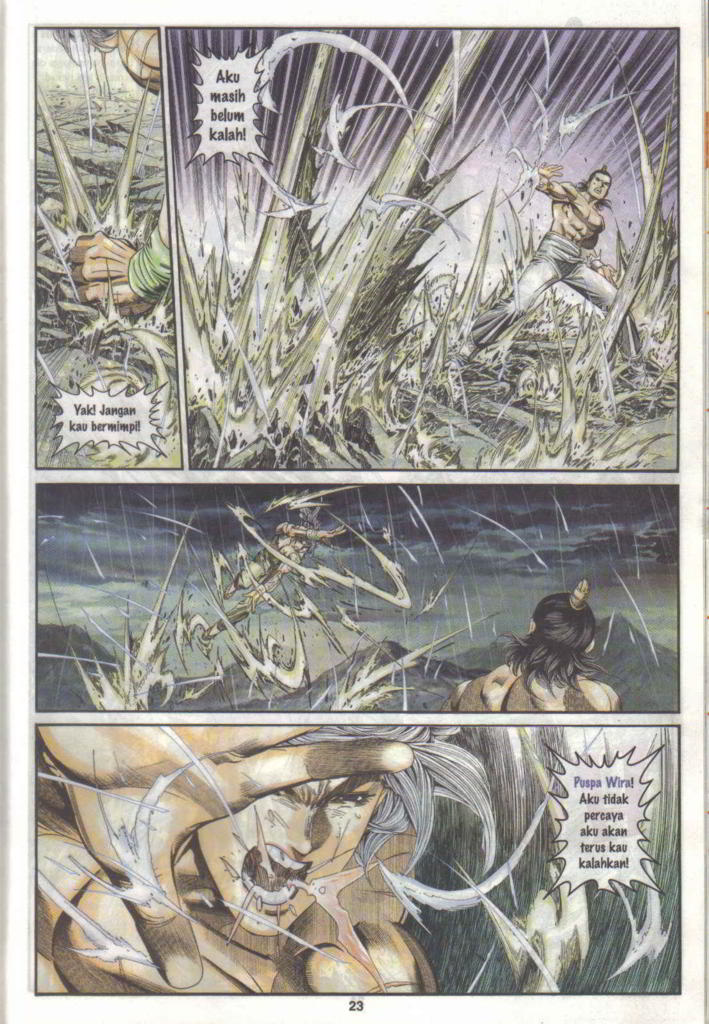 Yak! Jangan
kau bermimpi!
Aku
masih
belum
kalah!
Puspa Wira!
Aku tidak
percaya
aku akan
terus kau
kalahkan!
23